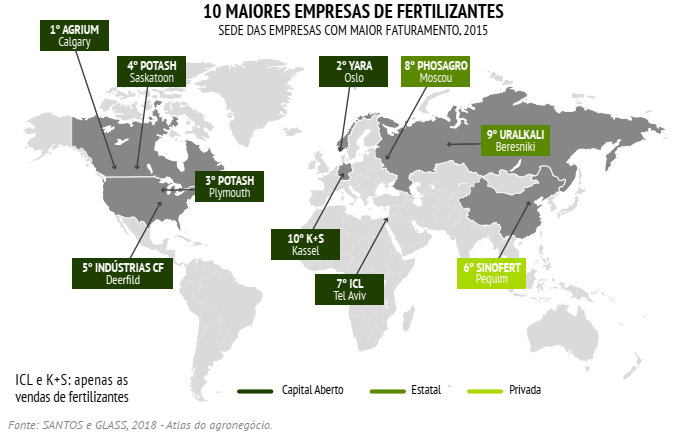 10 MAIORES EMPRESAS DE FERTILIZANTES
SEDE DAS EMPRESAS COM MAIOR FATURAMENTO, 2015
1º AGRIUM
Calgary
4º POTASH
Saskatoon
2º YARA
Oslo
8º PHOSAGRO
Moscou
9º URALKALI
Beresniki
3º POTASH
Plymouth
10º K+S
Kassel
5º INDÚSTRIAS CF
Deerfild
7º ICL
Tel Aviv
6º SINOFERT
Pequim
ICL e K+S: apenas as
vendas de fertilizantes
Capital Aberto
Estatal
Privada
Fonte: SANTOS e GLASS, 2018 - Atlas do agronegócio.